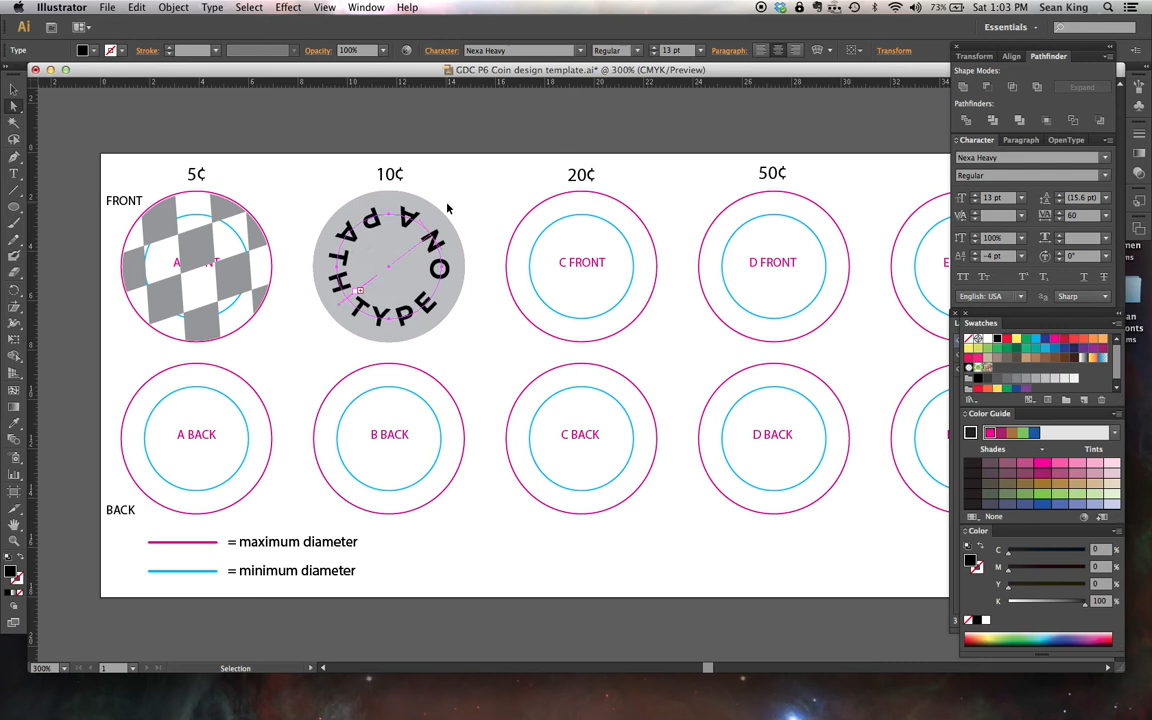 Illustrator File Edit Object Type Select Effect View Window Help
73% Sat 1:03 PM Sean King
Ai Essentials
Type Stroke: Opacity: 100% Character: Nexa Heavy Regular 13 pt Paragraph: Transform
GDC P6 Coin design template.ai* @ 300% (CMYK/Preview)
Transform Align Pathfinder
Shape Modes:
Expand
Pathfinders:
Character Paragraph OpenType
Nexa Heavy
Regular
13 pt (15.6 pt)
60
100%
-4 pt 0°
English: USA Sharp
Swatches
Color Guide
Shades Tints
None
Color
C 0 %
M 0 %
Y 0 %
K 100 %
5¢ 10¢ 20¢ 50¢
FRONT
TYPE ON A PATH
C FRONT D FRONT
A BACK B BACK C BACK D BACK
BACK
= maximum diameter
= minimum diameter
300% 1 Selection